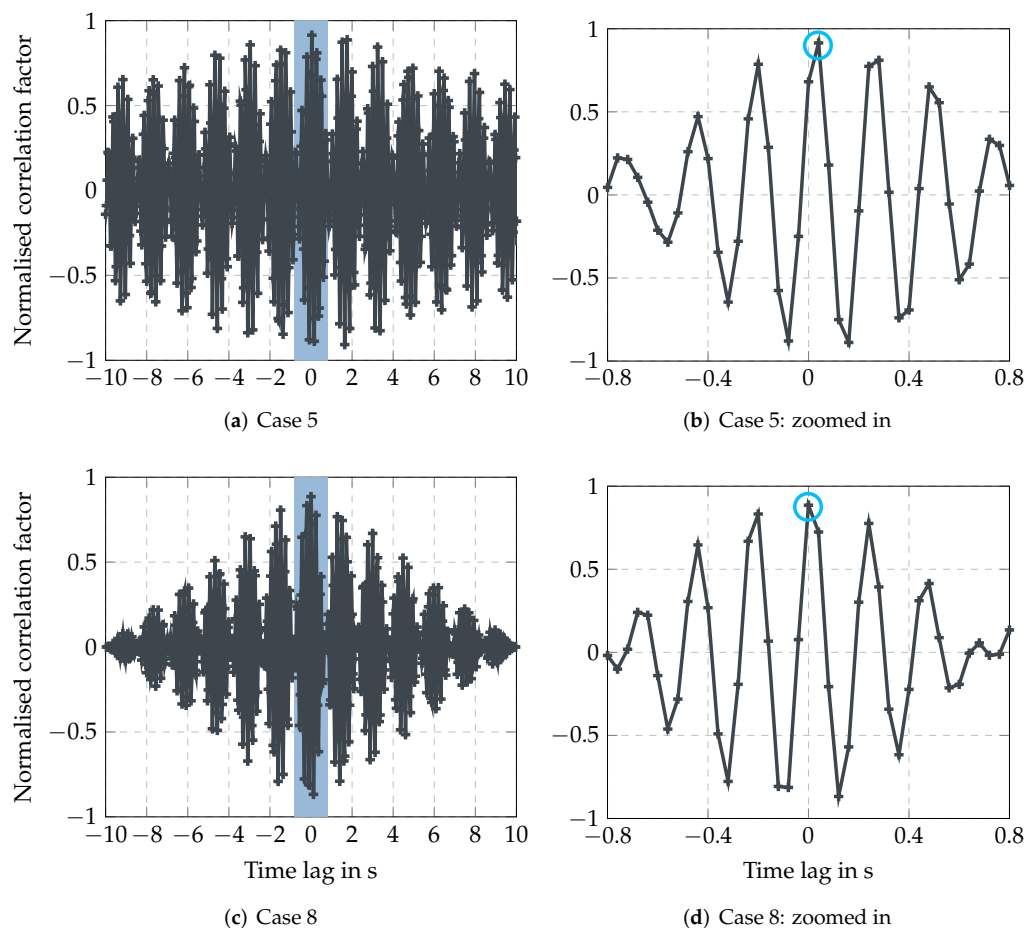 1
0.5
0
−0.5
−1
Normalised correlation factor
−10 −8 −6 −4 −2 0 2 4 6 8 10
(a) Case 5
1
0.5
0
−0.5
−1
−0.8 −0.4 0 0.4 0.8
(b) Case 5: zoomed in
1
0.5
0
−0.5
−1
Normalised correlation factor
−10 −8 −6 −4 −2 0 2 4 6 8 10
Time lag in s
(c) Case 8
1
0.5
0
−0.5
−1
−0.8 −0.4 0 0.4 0.8
Time lag in s
(d) Case 8: zoomed in